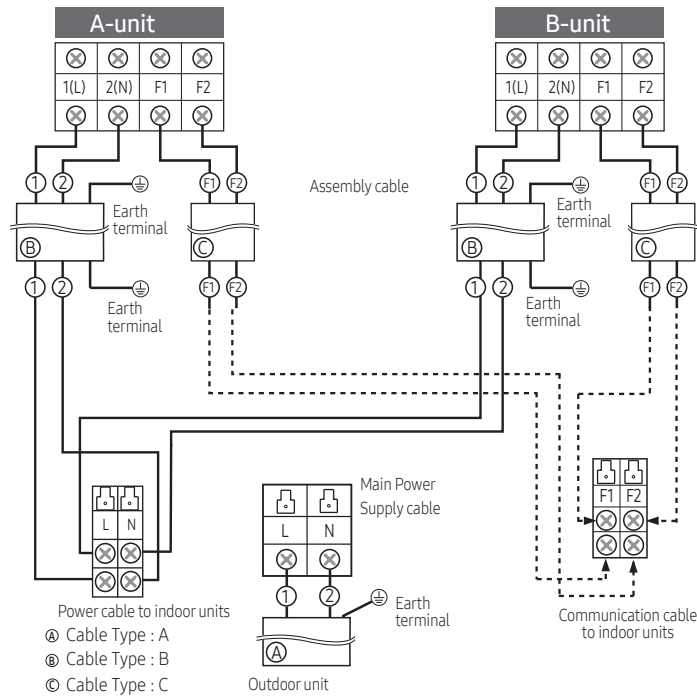 A-unit
B-unit
1(L) 2(N) F1 F2
1(L) 2(N) F1 F2
1 2 F1 F2
Assembly cable
1 2 F1 F2
Earth
terminal
Earth
terminal
B C
B C
1 2 F1 F2
1 2 F1 F2
Earth
terminal
Earth
terminal
L N
Main Power
Supply cable
L N
F1 F2
1 2
Earth
terminal
Power cable to indoor units
Communication cable
to indoor units
Ⓐ Cable Type : A
Ⓑ Cable Type : B
Ⓒ Cable Type : C
A
Outdoor unit